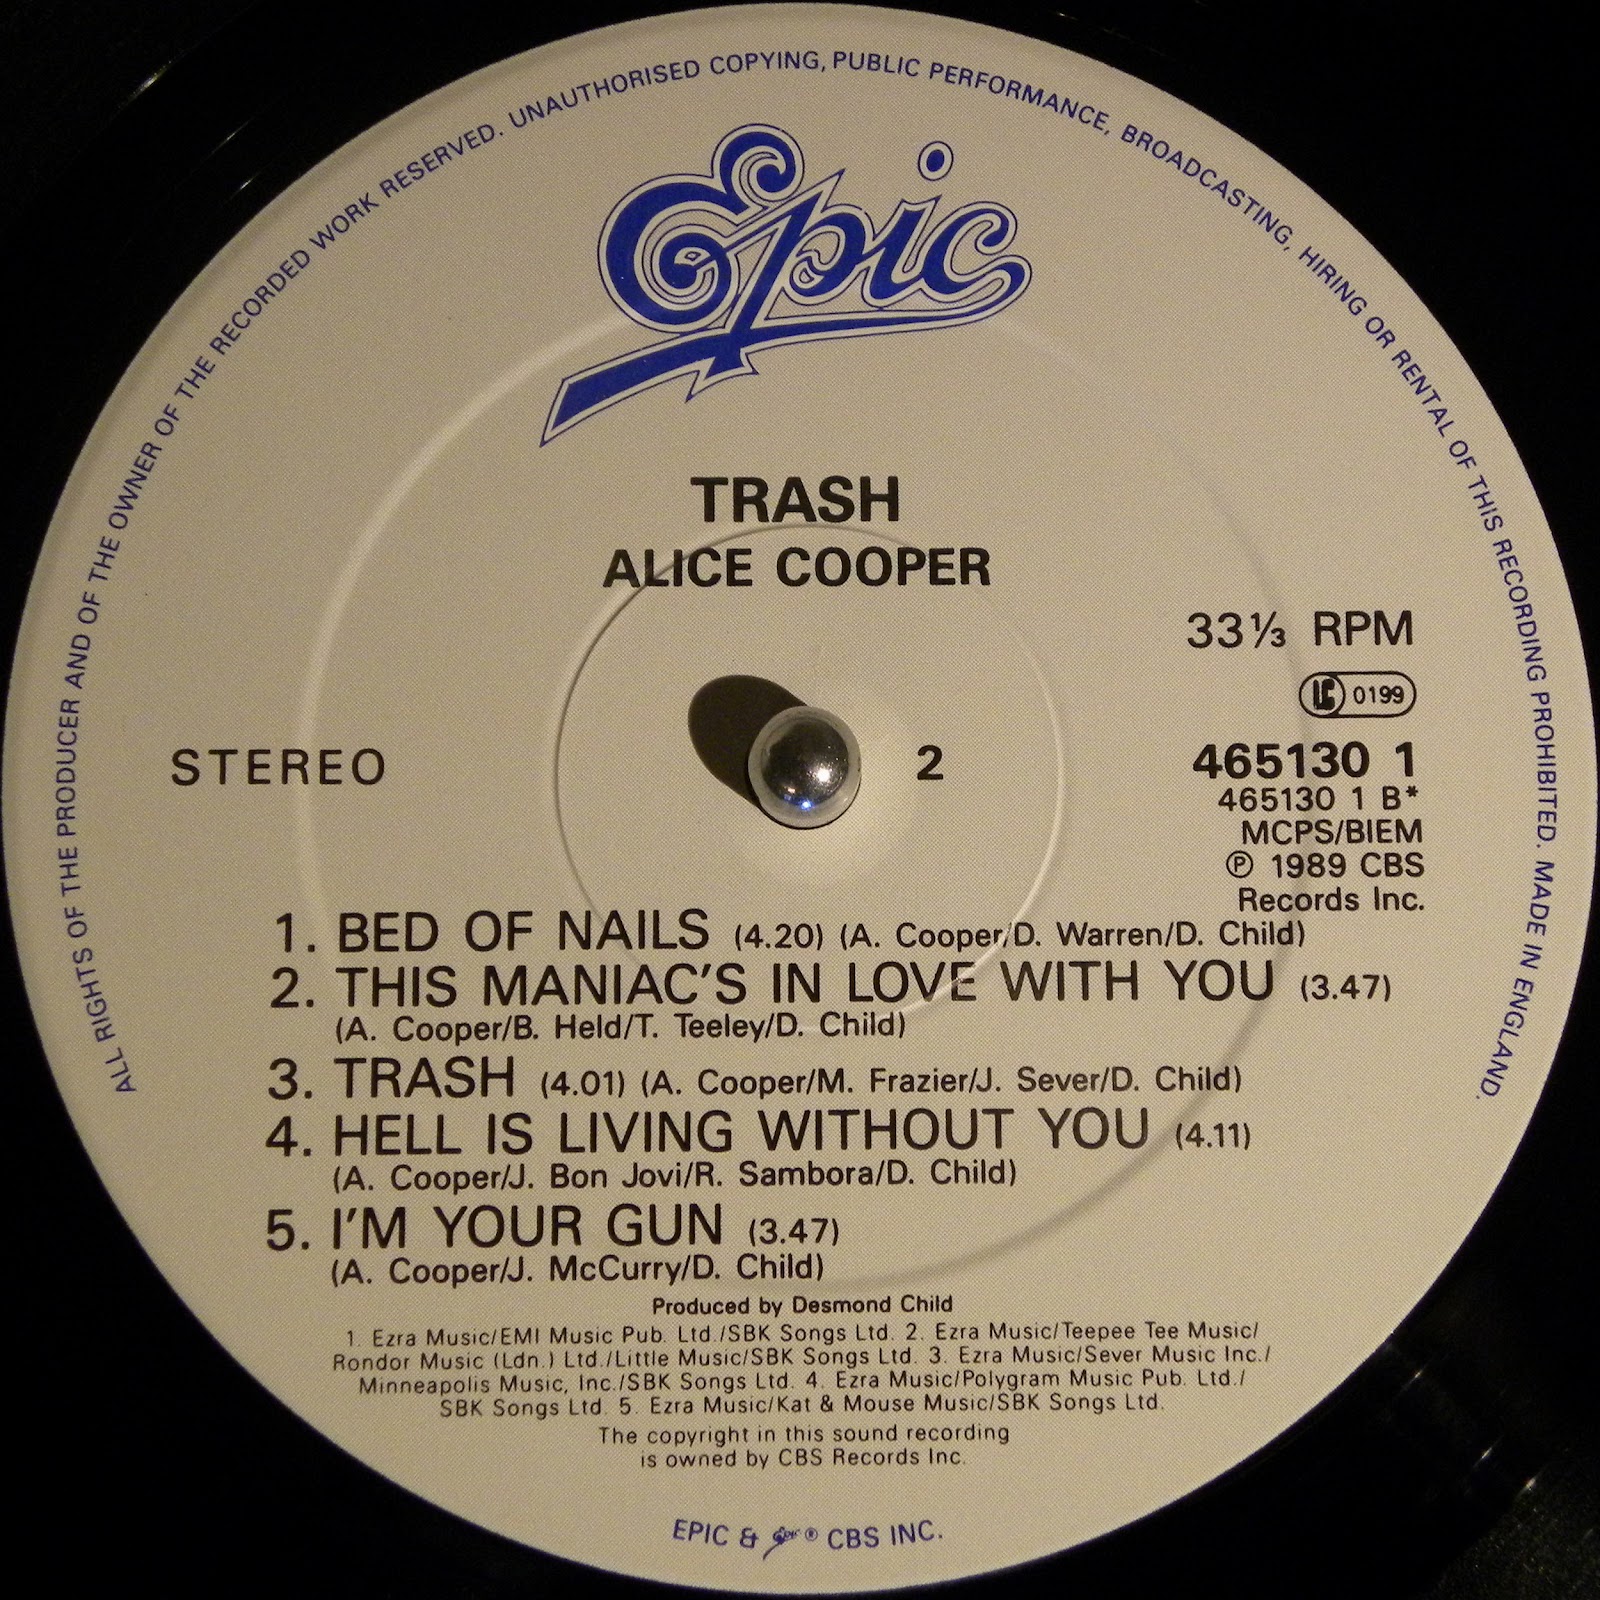 ALL RIGHTS OF THE PRODUCER AND OF THE OWNER OF THE RECORDED WORK RESERVED. UNAUTHORISED COPYING, PUBLIC PERFORMANCE, BROADCASTING, HIRING OR RENTAL OF THIS RECORDING PROHIBITED. MADE IN ENGLAND.
Epic
TRASH
ALICE COOPER
33⅓ RPM
LC 0199
STEREO
2
465130 1
465130 1 B*
MCPS/BIEM
℗ 1989 CBS
Records Inc.
1. BED OF NAILS (4.20) (A. Cooper/D. Warren/D. Child)
2. THIS MANIAC'S IN LOVE WITH YOU (3.47)
(A. Cooper/B. Held/T. Teeley/D. Child)
3. TRASH (4.01) (A. Cooper/M. Frazier/J. Sever/D. Child)
4. HELL IS LIVING WITHOUT YOU (4.11)
(A. Cooper/J. Bon Jovi/R. Sambora/D. Child)
5. I'M YOUR GUN (3.47)
(A. Cooper/J. McCurry/D. Child)
Produced by Desmond Child
1. Ezra Music/EMI Music Pub. Ltd./SBK Songs Ltd. 2. Ezra Music/Teepee Tee Music/
Rondor Music (Ldn.) Ltd./Little Music/SBK Songs Ltd. 3. Ezra Music/Sever Music Inc./
Minneapolis Music, Inc./SBK Songs Ltd. 4. Ezra Music/Polygram Music Pub. Ltd./
SBK Songs Ltd. 5. Ezra Music/Kat & Mouse Music/SBK Songs Ltd.
The copyright in this sound recording
is owned by CBS Records Inc.
EPIC & Epic ® CBS INC.